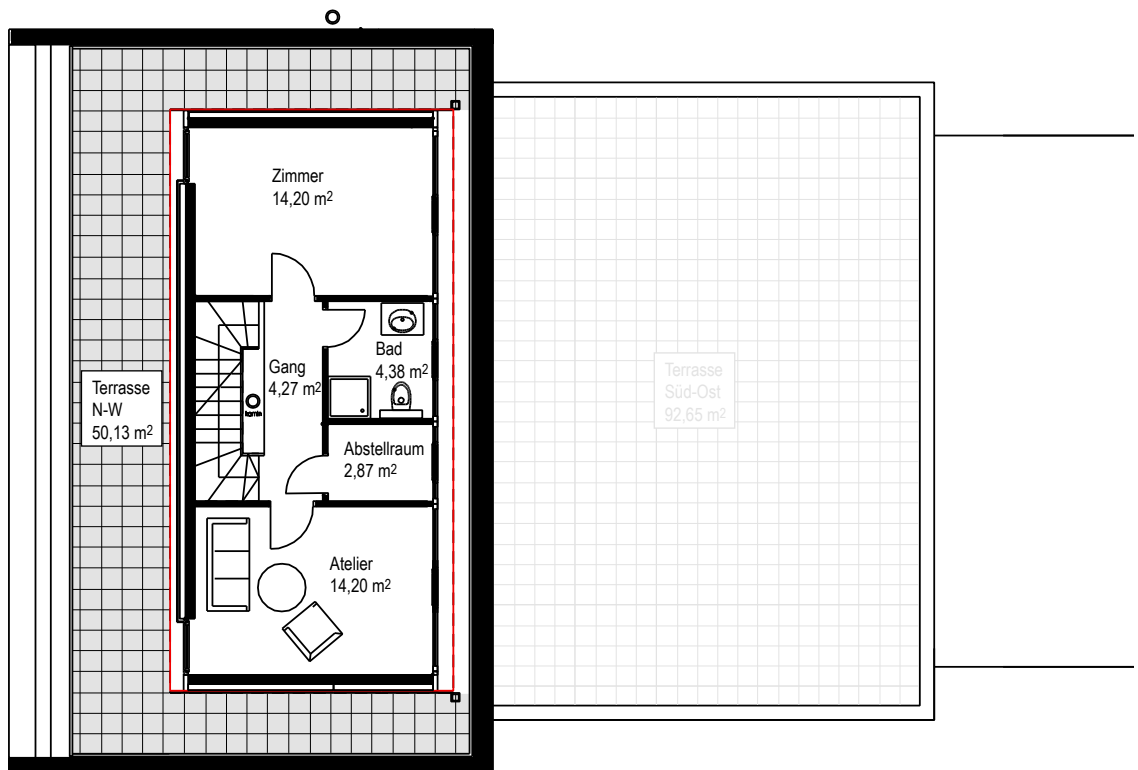 Zimmer
14,20 m²
Gang
4,27 m²
Bad
4,38 m²
kamin
Terrasse
N-W
50,13 m²
Abstellraum
2,87 m²
Atelier
14,20 m²
Terrasse
Süd-Ost
92,65 m²